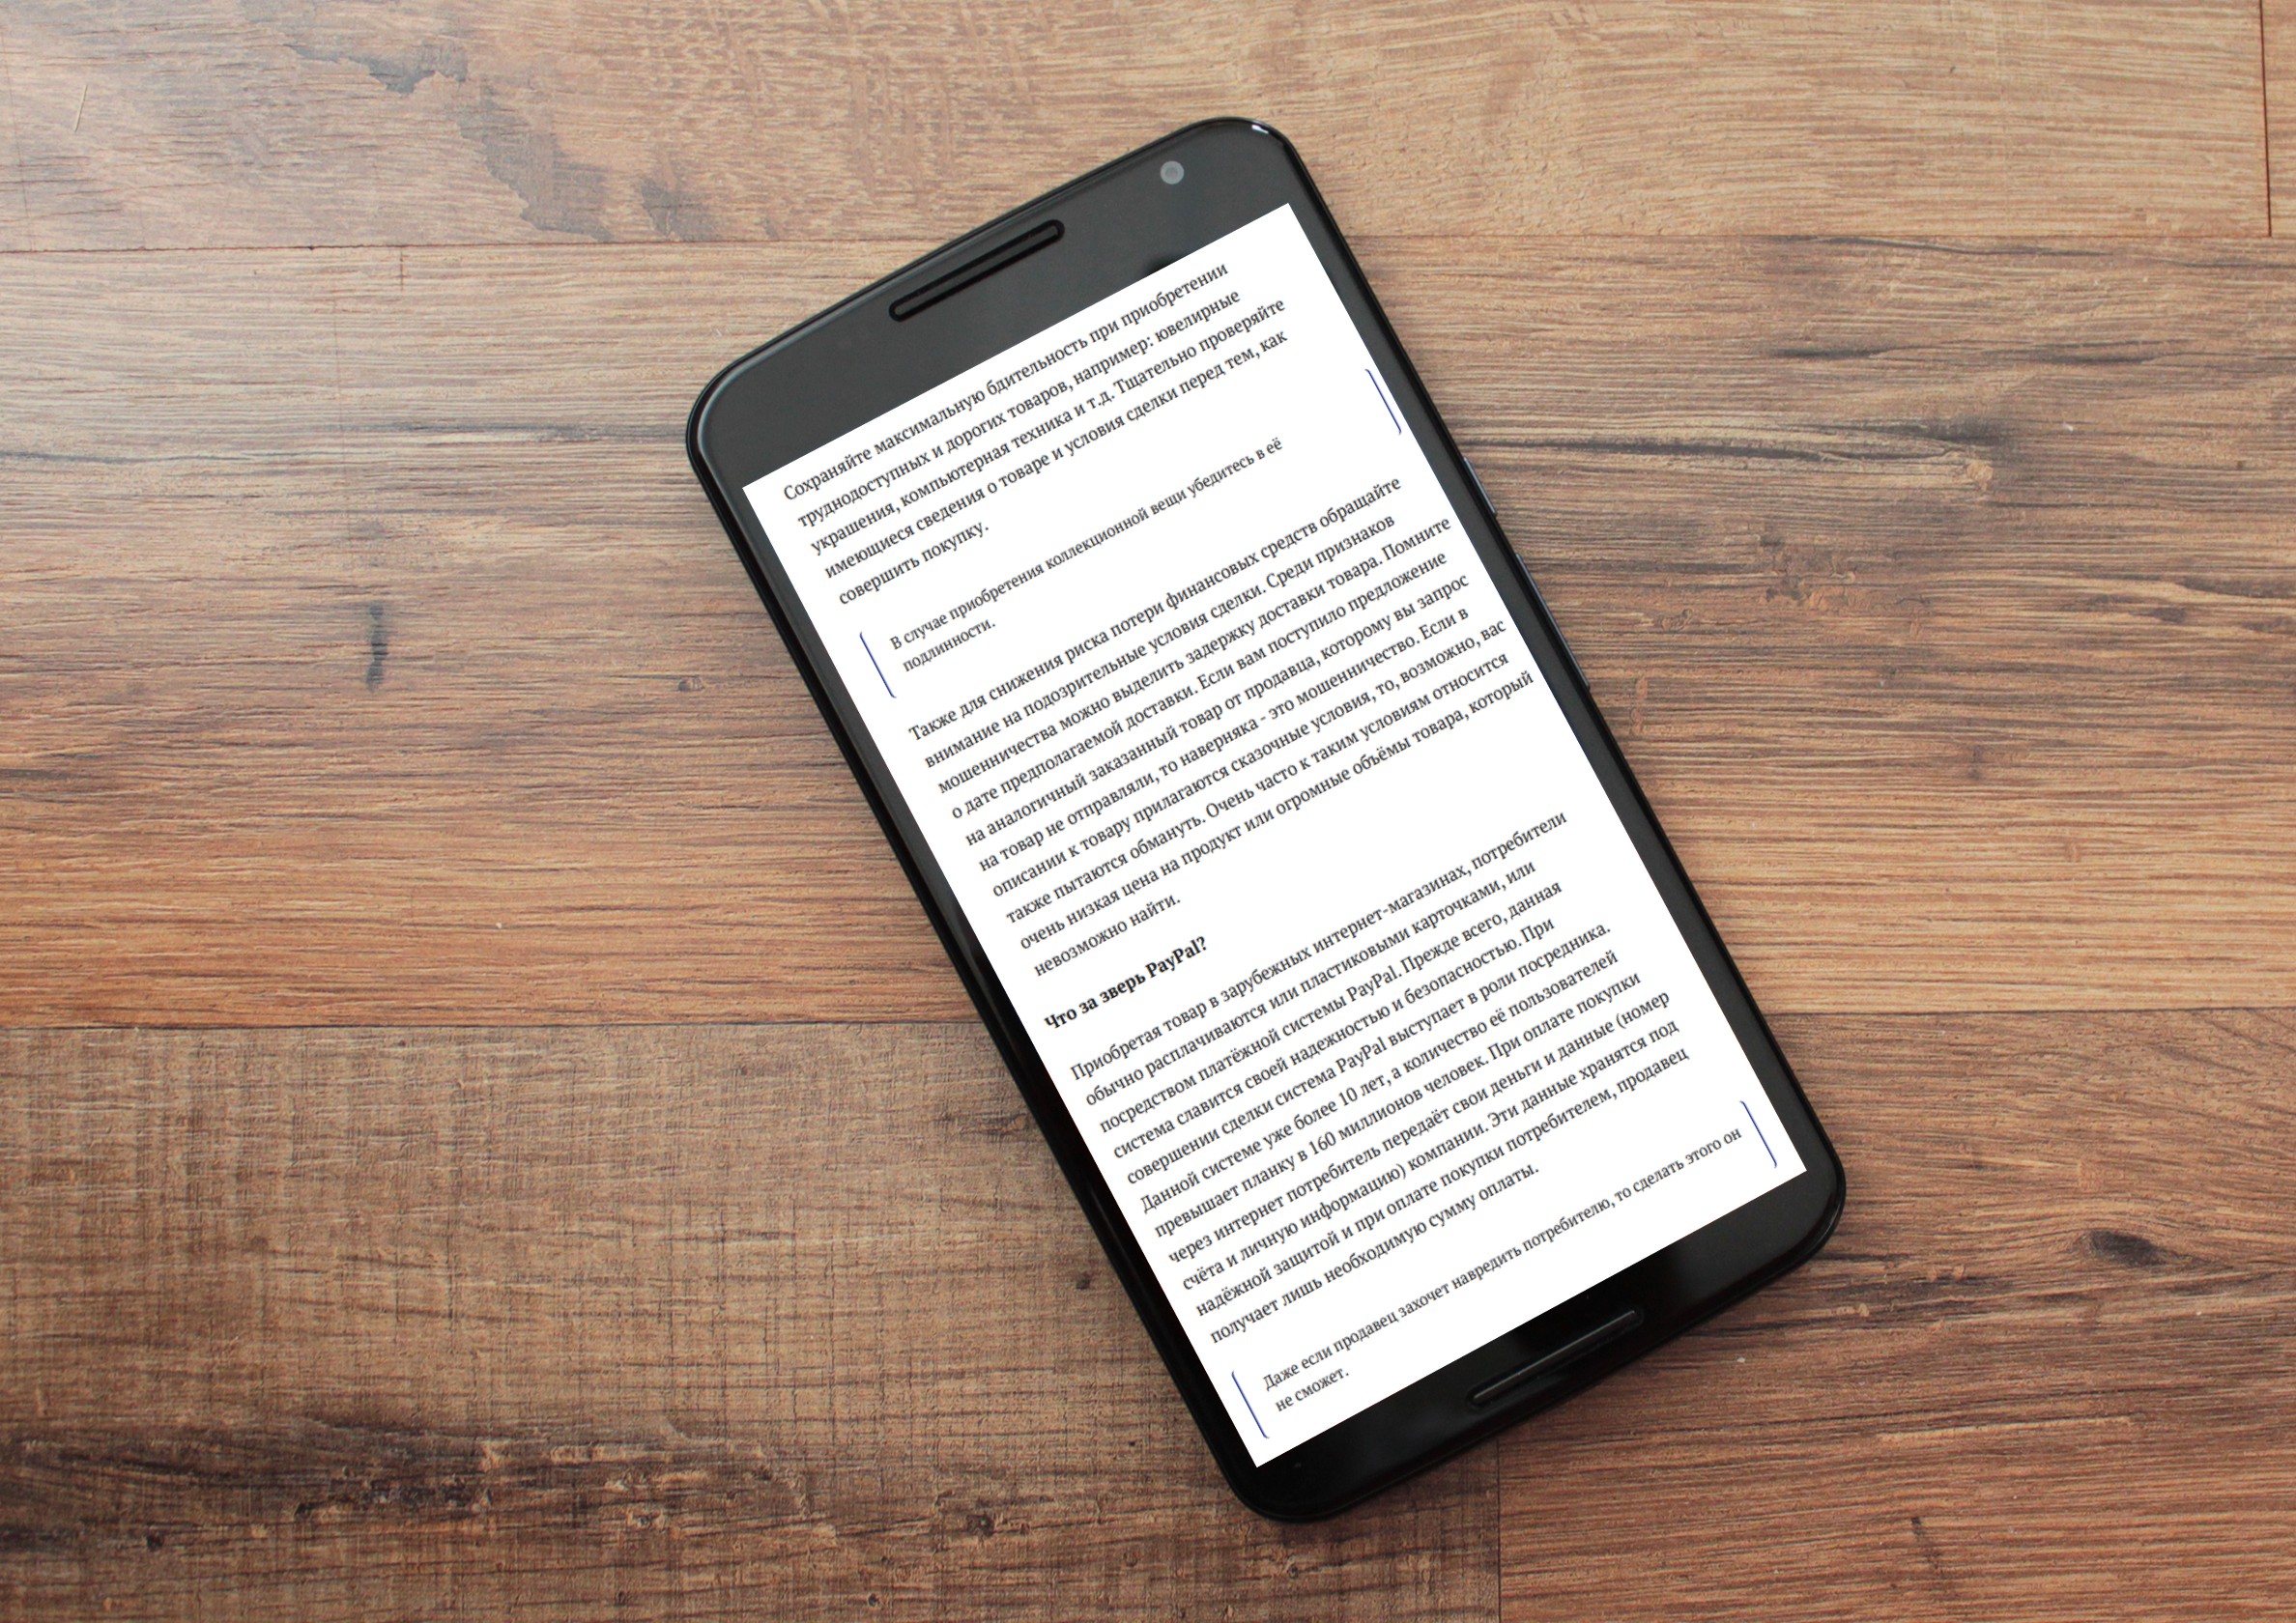 Сохраняйте максимальную бдительность при приобретении
труднодоступных и дорогих товаров, например: ювелирные
украшения, компьютерная техника и т.д. Тщательно проверяйте
имеющиеся сведения о товаре и условия сделки перед тем, как
совершить покупку.
В случае приобретения коллекционной вещи убедитесь в её
подлинности.
Также для снижения риска потери финансовых средств обращайте
внимание на подозрительные условия сделки. Среди признаков
мошенничества можно выделить задержку доставки товара. Помните
о дате предполагаемой доставки. Если вам поступило предложение
на аналогичный заказанный товар от продавца, которому вы запрос
на товар не отправляли, то наверняка - это мошенничество. Если в
описании к товару прилагаются сказочные условия, то, возможно, вас
также пытаются обмануть. Очень часто к таким условиям относится
очень низкая цена на продукт или огромные объёмы товара, который
невозможно найти.
Что за зверь PayPal?
Приобретая товар в зарубежных интернет-магазинах, потребители
обычно расплачиваются или пластиковыми карточками, или
посредством платёжной системы PayPal. Прежде всего, данная
система славится своей надежностью и безопасностью. При
совершении сделки система PayPal выступает в роли посредника.
Данной системе уже более 10 лет, а количество её пользователей
превышает планку в 160 миллионов человек. При оплате покупки
через интернет потребитель передаёт свои деньги и данные (номер
счёта и личную информацию) компании. Эти данные хранятся под
надёжной защитой и при оплате покупки потребителем, продавец
получает лишь необходимую сумму оплаты.
Даже если продавец захочет навредить потребителю, то сделать этого он
не сможет.